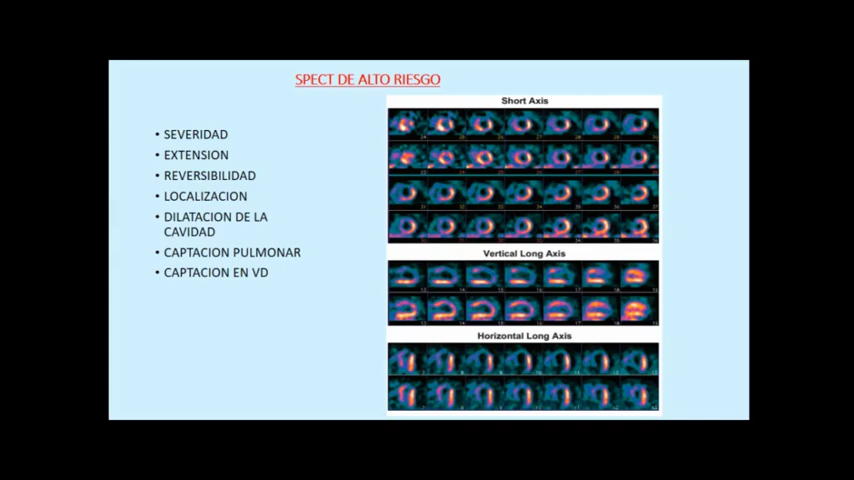 SPECT DE ALTO RIESGO
• SEVERIDAD
• EXTENSION
• REVERSIBILIDAD
• LOCALIZACION
• DILATACION DE LA
CAVIDAD
• CAPTACION PULMONAR
• CAPTACION EN VD
Short Axis
Vertical Long Axis
Horizontal Long Axis